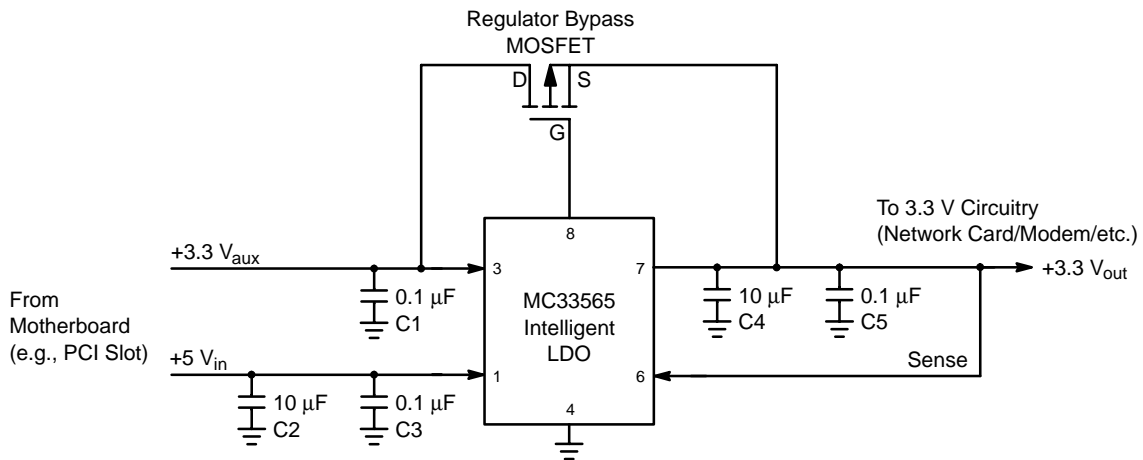 Regulator Bypass
MOSFET
D
S
G
To 3.3 V Circuitry
(Network Card/Modem/etc.)
+3.3 Vaux
3
8
7
+3.3 Vout
From
Motherboard
(e.g., PCI Slot)
0.1 μF
C1
MC33565
Intelligent
LDO
10 μF
C4
0.1 μF
C5
+5 Vin
1
6
Sense
10 μF
C2
0.1 μF
C3
4